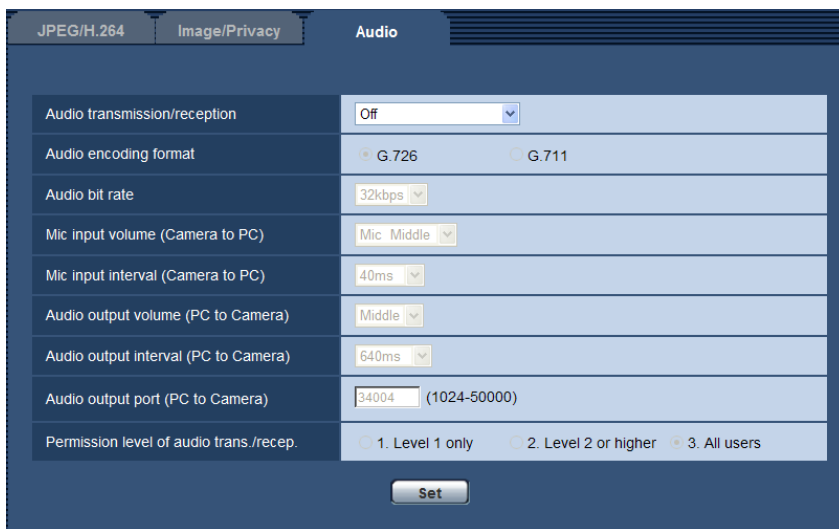 JPEG/H.264 Image/Privacy Audio
Audio transmission/reception Off
Audio encoding format G.726 G.711
Audio bit rate 32kbps
Mic input volume (Camera to PC) Mic Middle
Mic input interval (Camera to PC) 40ms
Audio output volume (PC to Camera) Middle
Audio output interval (PC to Camera) 640ms
Audio output port (PC to Camera) 34004 (1024-50000)
Permission level of audio trans./recep. 1. Level 1 only 2. Level 2 or higher 3. All users
Set